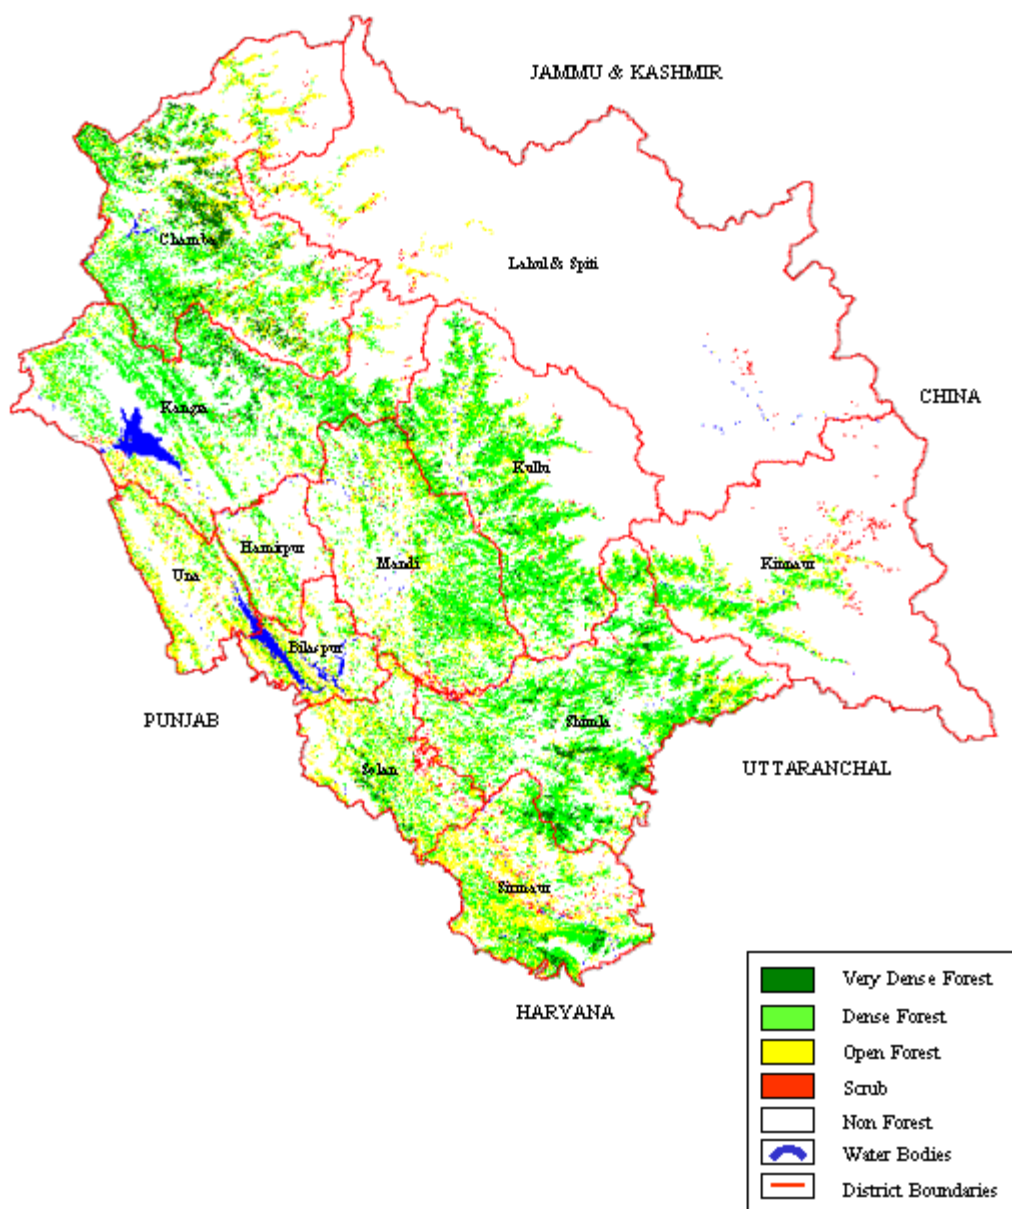 JAMMU & KASHMIR
Chamba
Lahul & Spiti
CHINA
Kangra
Kullu
Hamirpur
Mandi
Kinnaur
Una
Bilaspur
PUNJAB
Shimla
Solan
UTTARANCHAL
Sirmaur
HARYANA
Very Dense Forest
Dense Forest
Open Forest
Scrub
Non Forest
Water Bodies
District Boundaries